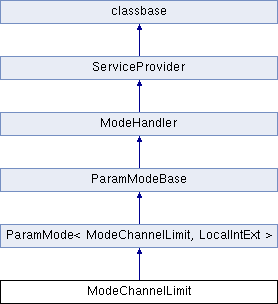 classbase
ServiceProvider
ModeHandler
ParamModeBase
ParamMode< ModeChannelLimit, LocalIntExt >
ModeChannelLimit